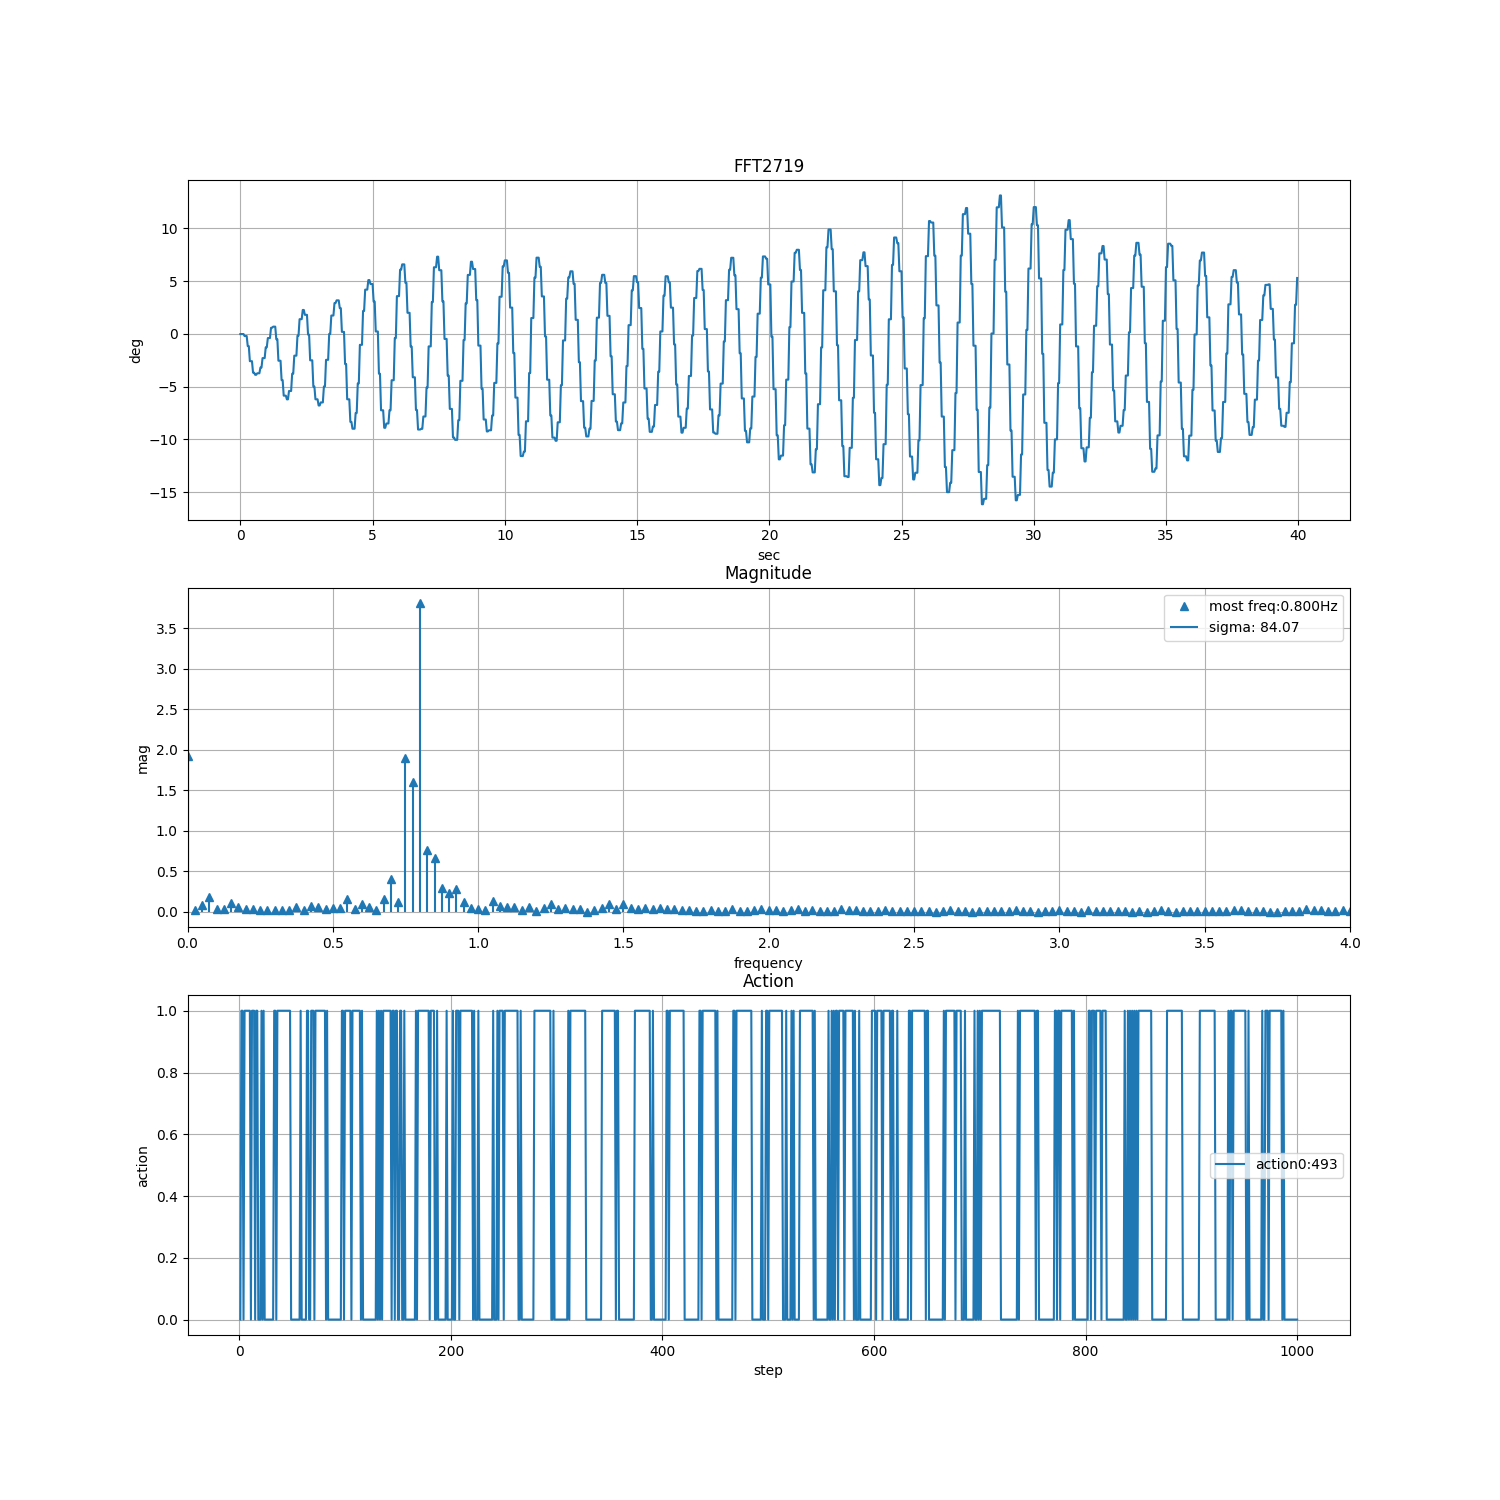 FFT2719
10
5
0
−5
−10
−15
deg
0 5 10 15 20 25 30 35 40
sec
Magnitude
most freq:0.800Hz
sigma: 84.07
3.5
3.0
2.5
2.0
1.5
1.0
0.5
0.0
mag
0.0 0.5 1.0 1.5 2.0 2.5 3.0 3.5 4.0
frequency
Action
1.0
0.8
0.6
0.4
0.2
0.0
action
action0:493
0 200 400 600 800 1000
step